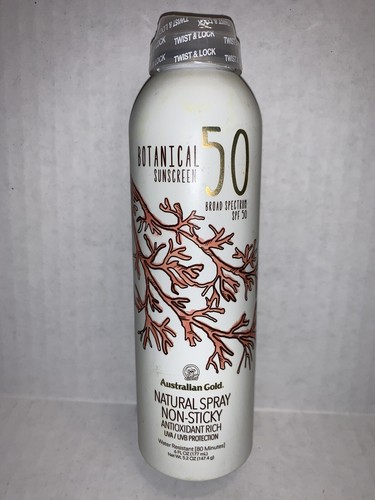 TWIST & LOCK
TWIST & LOCK
TWIST & LOCK
BOTANICAL
SUNSCREEN
50
BROAD SPECTRUM
SPF 50
Australian Gold.
NATURAL SPRAY
NON-STICKY
ANTIOXIDANT RICH
UVA / UVB PROTECTION
Water Resistant [80 Minutes]
6 FL OZ (177 mL)
Net Wt. 5.2 OZ (147.4 g)